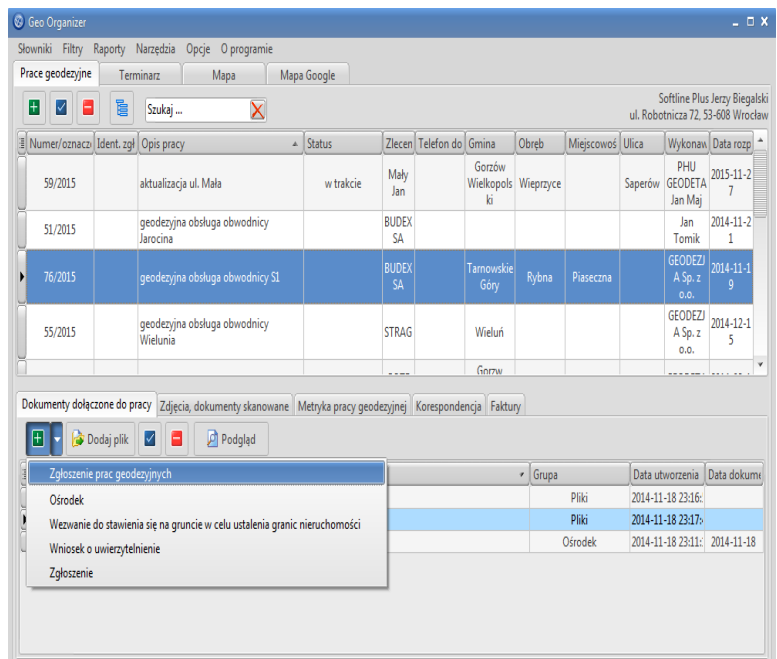 Geo Organizer
Słowniki Filtry Raporty Narzędzia Opcje O programie
Prace geodezyjne Terminarz Mapa Mapa Google
Szukaj ...
Softline Plus Jerzy Biegalski
ul. Robotnicza 72, 53-608 Wrocław
Numer/oznacz Ident. zgł Opis pracy Status Zlecen Telefon do Gmina Obręb Miejscowoś Ulica Wykonaw Data rozp
59/2015 aktualizacja ul. Mała w trakcie Mały Jan Gorzów Wielkopolski Wieprzyce Saperów PHU GEODETA Jan Maj 2015-11-27
51/2015 geodezyjna obsługa obwodnicy Jarocina BUDEX SA Jan Tomik 2014-11-21
76/2015 geodezyjna obsługa obwodnicy S1 BUDEX SA Tarnowskie Góry Rybna Piaseczna GEODEZJA Sp. z o.o. 2014-11-19
55/2015 geodezyjna obsługa obwodnicy Wielunia STRAG Wieluń GEODEZJA Sp. z o.o. 2014-12-15
Gorzw
Dokumenty dołączone do pracy Zdjęcia, dokumenty skanowane Metryka pracy geodezyjnej Korespondencja Faktury
Dodaj plik Podgląd
Grupa Data utworzenia Data dokume
Zgłoszenie prac geodezyjnych
Ośrodek
Wezwanie do stawienia się na gruncie w celu ustalenia granic nieruchomości
Wniosek o uwierzytelnienie
Zgłoszenie
Pliki 2014-11-18 23:16:
Pliki 2014-11-18 23:17:
Ośrodek 2014-11-18 23:11: 2014-11-18